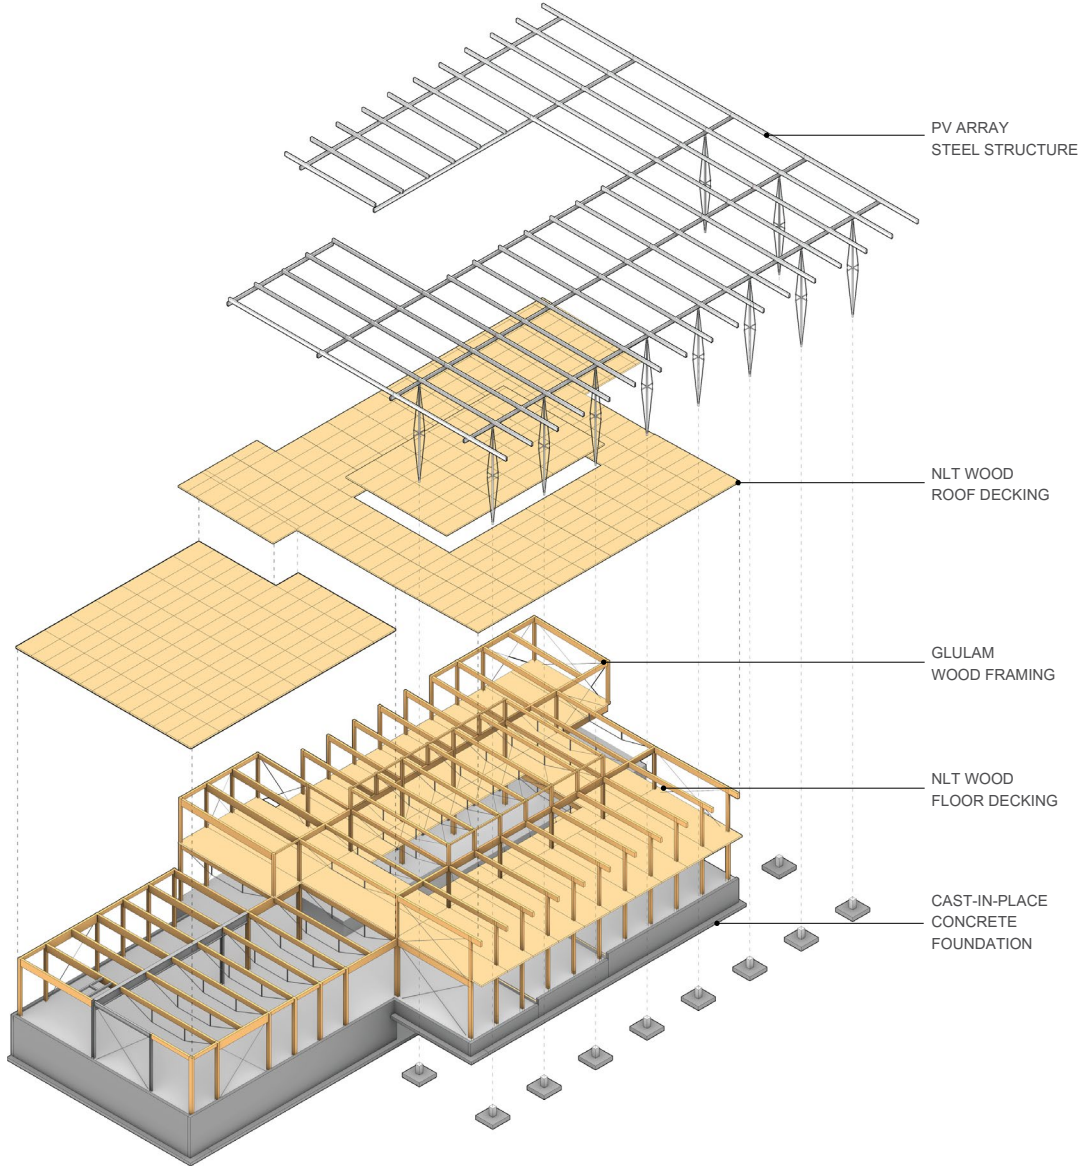 PV ARRAY
STEEL STRUCTURE
NLT WOOD
ROOF DECKING
GLULAM
WOOD FRAMING
NLT WOOD
FLOOR DECKING
CAST-IN-PLACE
CONCRETE
FOUNDATION